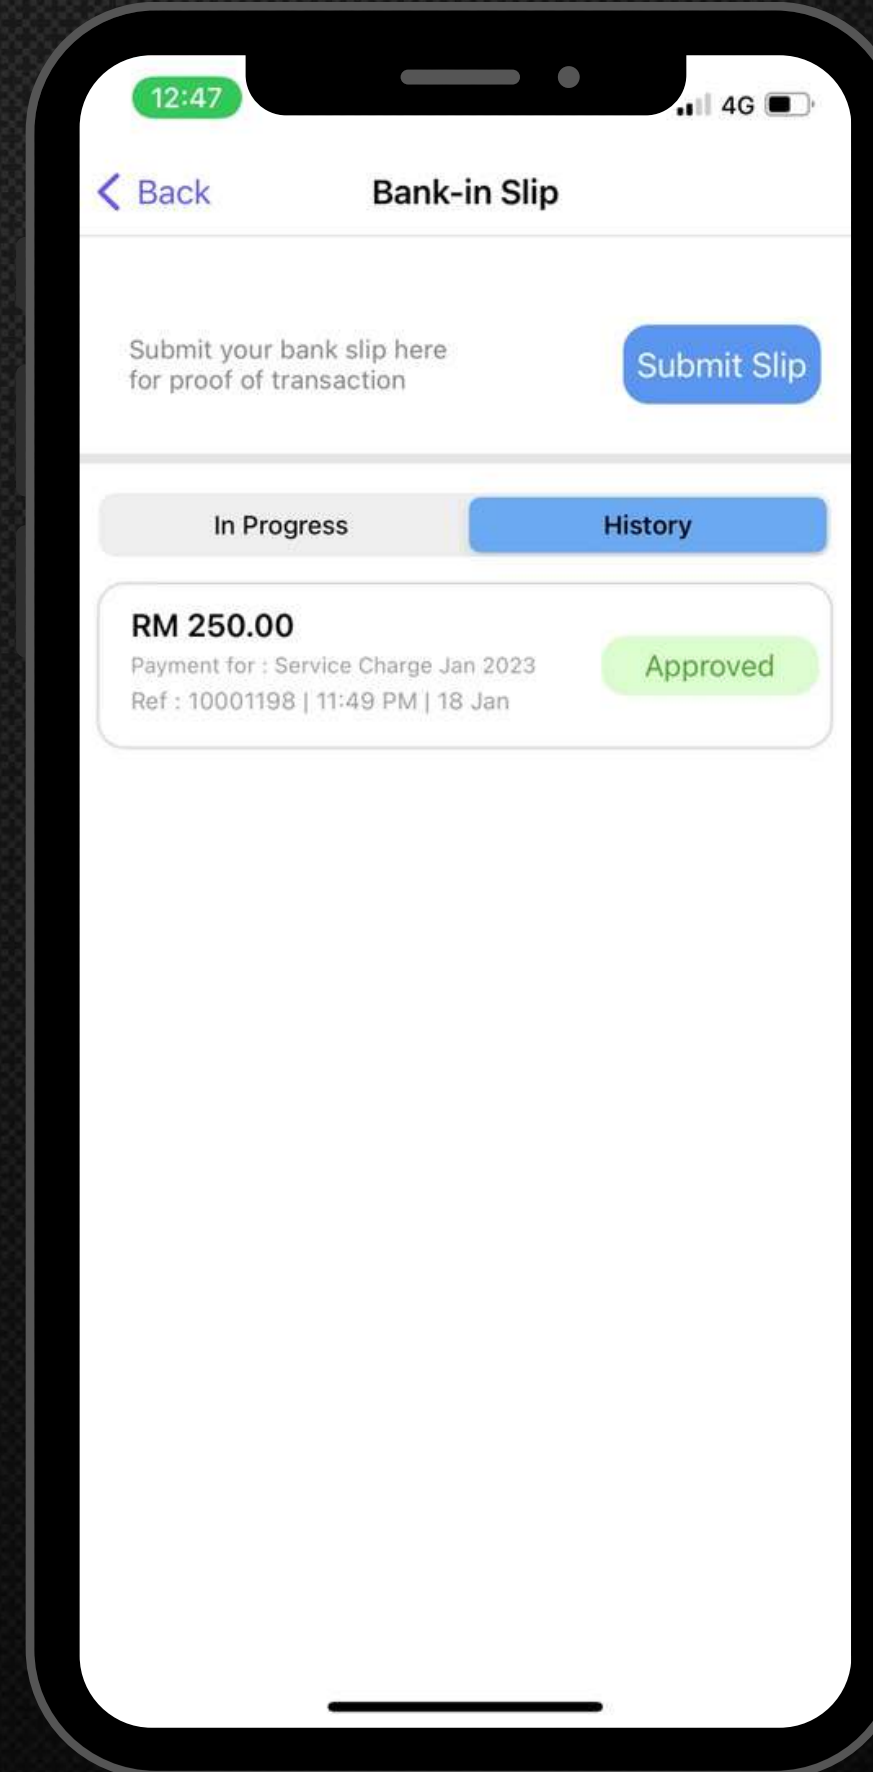 12:47
4G
Back
Bank-in Slip
Submit your bank slip here
for proof of transaction
Submit Slip
In Progress
History
RM 250.00
Payment for : Service Charge Jan 2023
Ref : 10001198 | 11:49 PM | 18 Jan
Approved